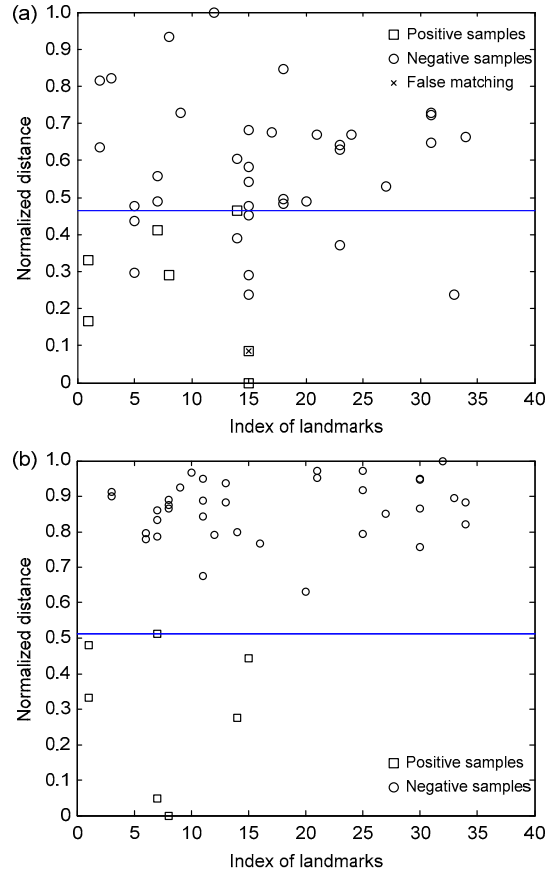 (a)
1.0
0.9
0.8
0.7
0.6
0.5
0.4
0.3
0.2
0.1
0
Normalized distance
Positive samples
Negative samples
False matching
0 5 10 15 20 25 30 35 40
Index of landmarks
(b)
1.0
0.9
0.8
0.7
0.6
0.5
0.4
0.3
0.2
0.1
0
Normalized distance
Positive samples
Negative samples
0 5 10 15 20 25 30 35 40
Index of landmarks